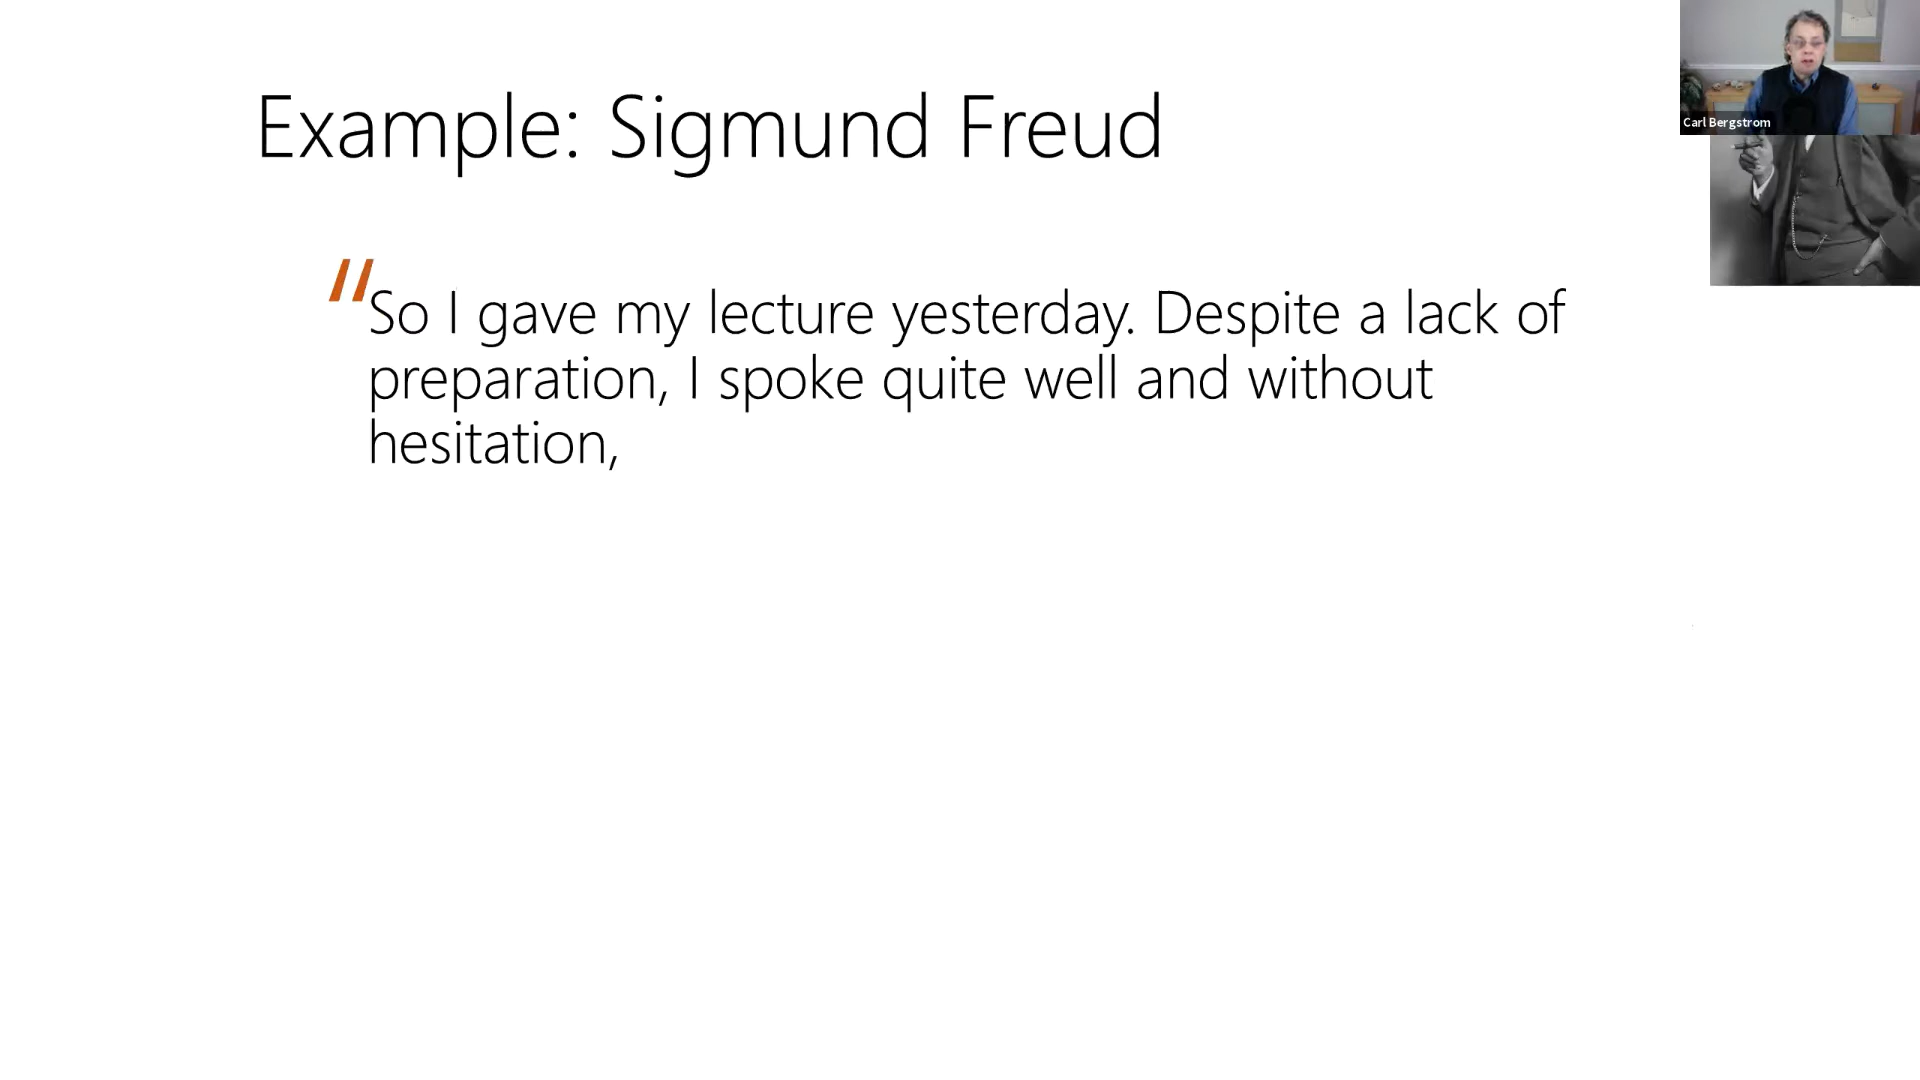 Example: Sigmund Freud
Carl Bergstrom
"So I gave my lecture yesterday. Despite a lack of
preparation, I spoke quite well and without
hesitation,